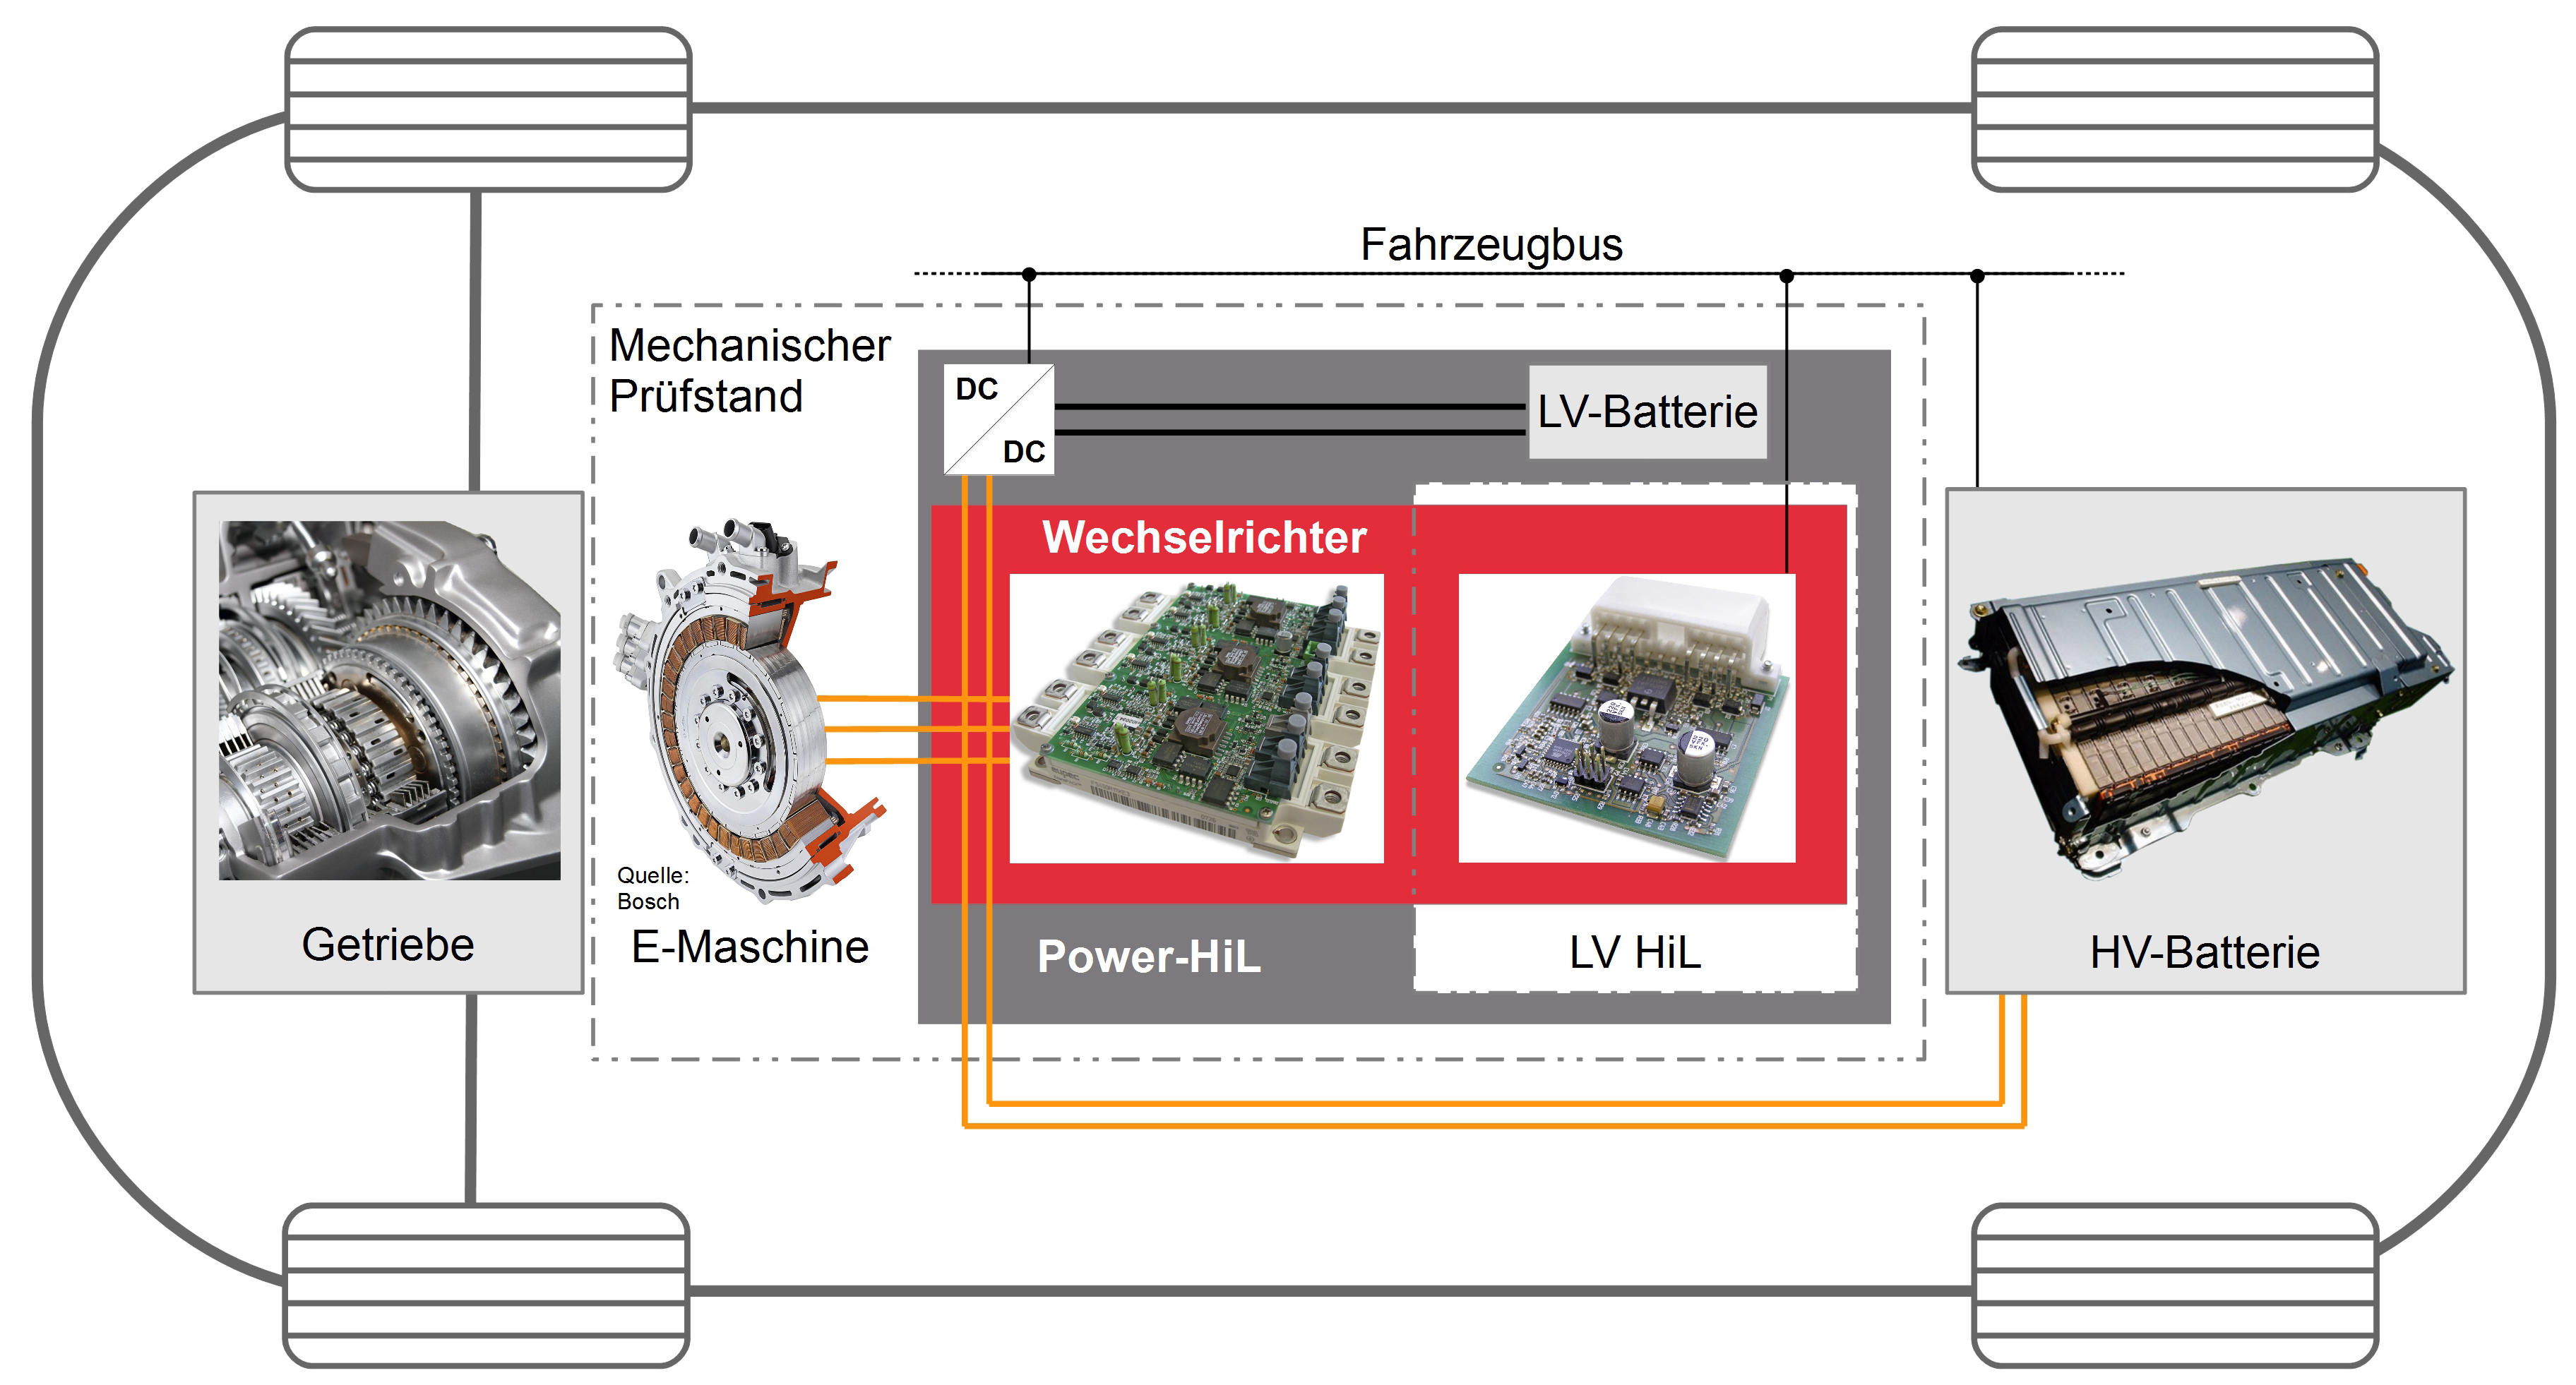 Fahrzeugbus
Mechanischer
Prüfstand
DC
DC
LV-Batterie
Wechselrichter
Quelle:
Bosch
Getriebe
E-Maschine
Power-HiL
LV HiL
HV-Batterie